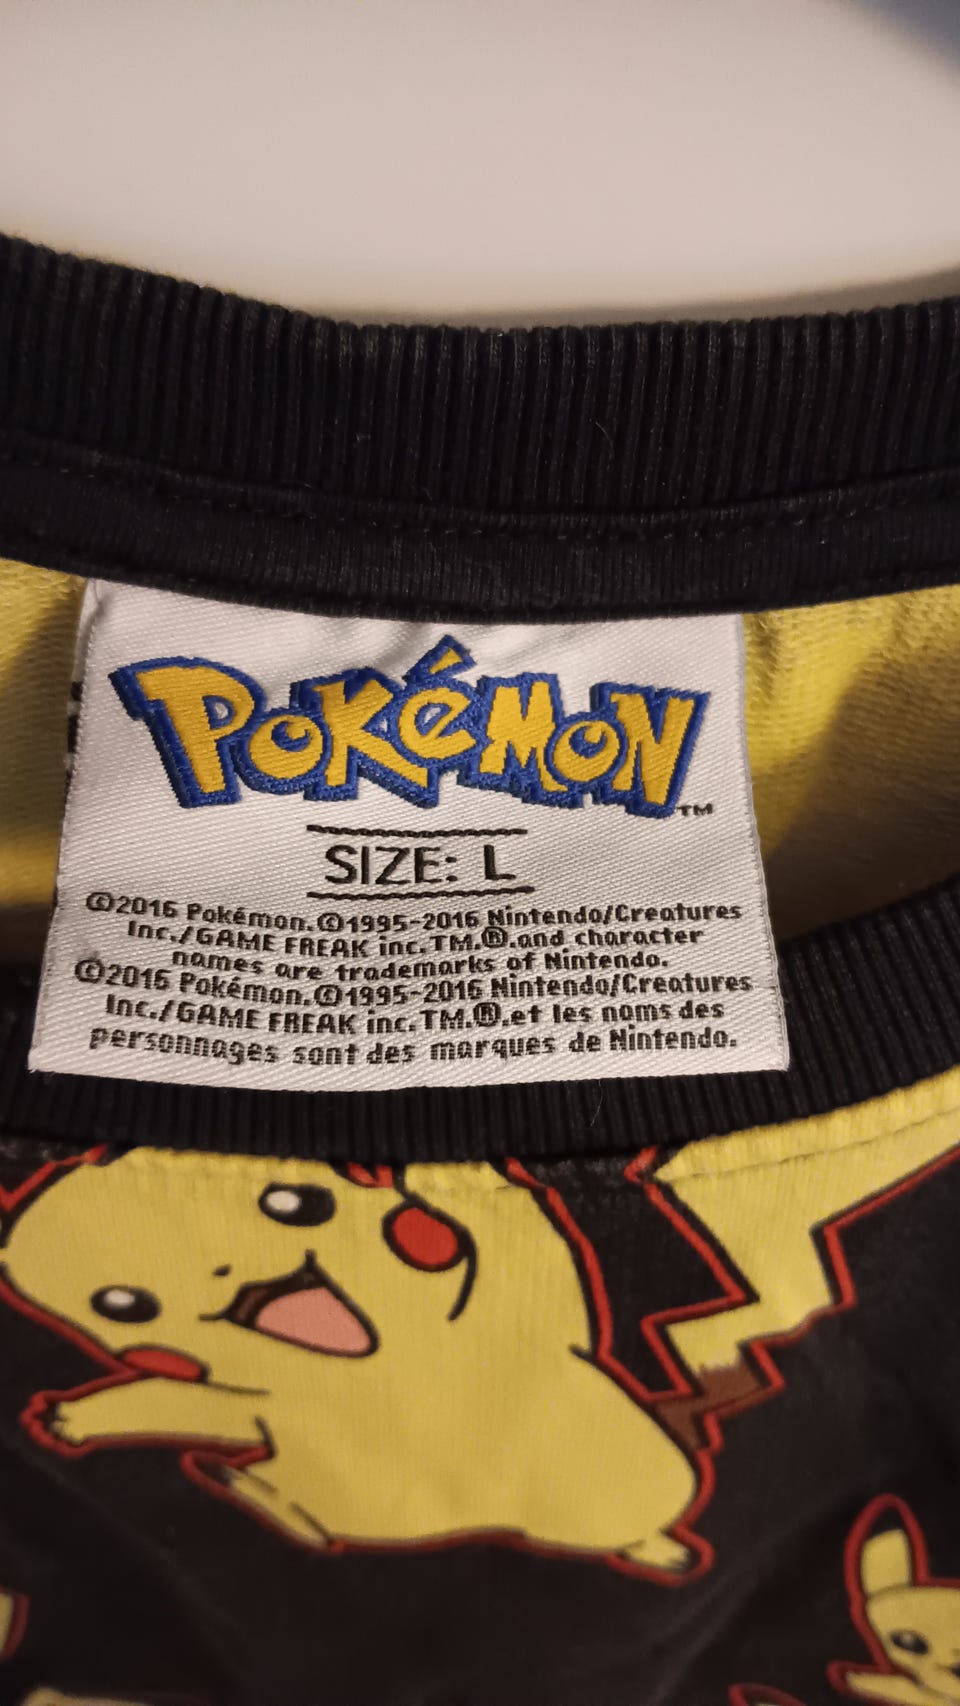 POKéMON™
SIZE: L
©2016 Pokémon.©1995-2016 Nintendo/Creatures
Inc./GAME FREAK inc.TM.®.and character
names are trademarks of Nintendo.
©2016 Pokémon.©1995-2016 Nintendo/Creatures
Inc./GAME FREAK inc.TM.®.et les noms des
personnages sont des marques de Nintendo.